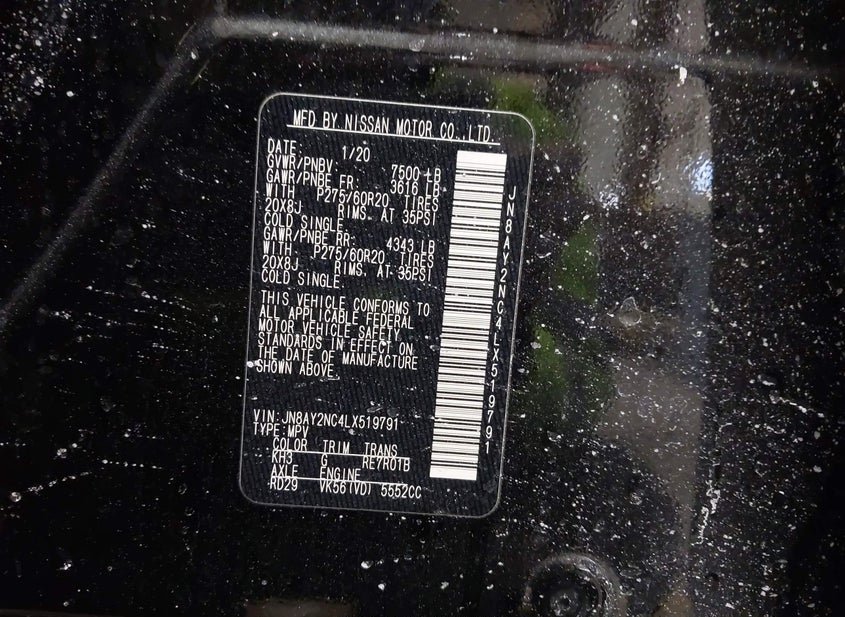 MFD BY NISSAN MOTOR CO.,LTD.
DATE: 1/20
GVWR/PNBV: 7500 LB
GAWR/PNBE FR: 3616 LB
WITH P275/60R20 TIRES
20X8J RIMS. AT 35PSI
COLD SINGLE.
GAWR/PNBE RR: 4343 LB
WITH P275/60R20 TIRES
20X8J RIMS. AT 35PSI
COLD SINGLE.
THIS VEHICLE CONFORMS TO
ALL APPLICABLE FEDERAL
MOTOR VEHICLE SAFETY
STANDARDS IN EFFECT ON
THE DATE OF MANUFACTURE
SHOWN ABOVE.
VIN:JN8AY2NC4LX519791
TYPE:MPV
COLOR TRIM TRANS
KH3 G RE7R01B
AXLE ENGINE
RD29 VK56(VD) 5552CC
JN8AY2NC4LX519791